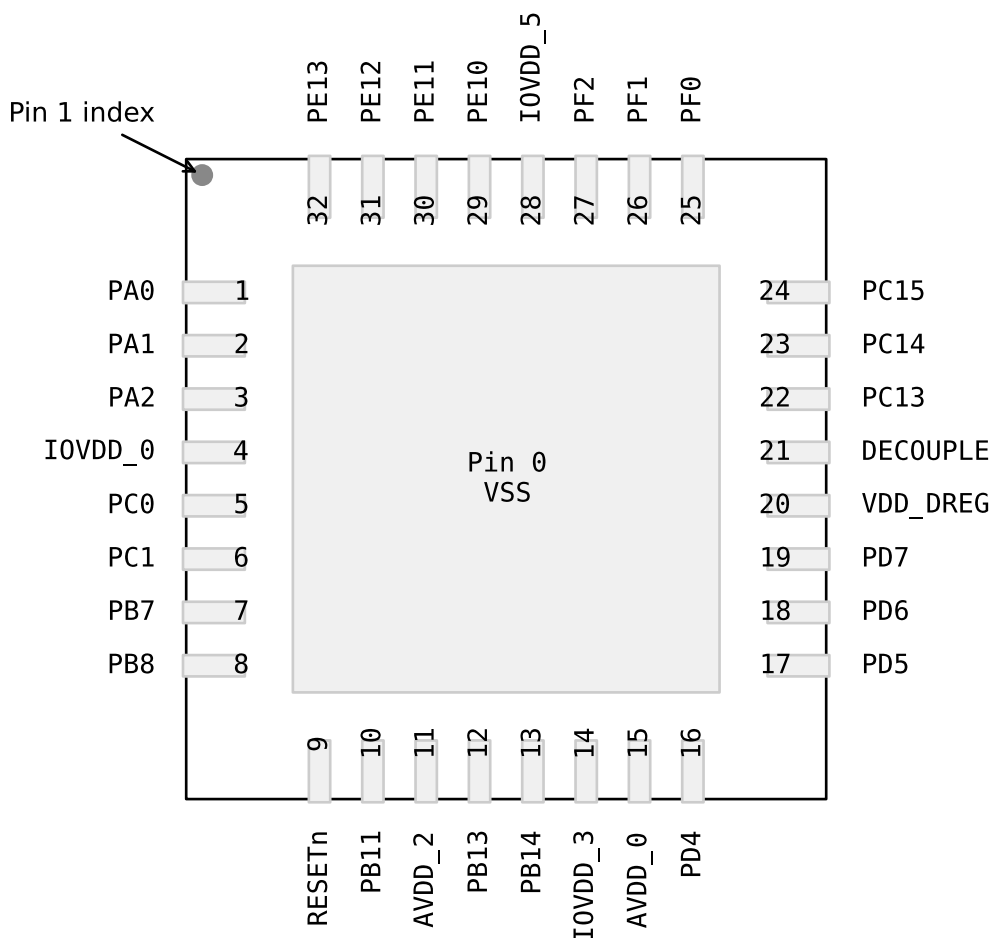 PE13 PE12 PE11 PE10 IOVDD_5 PF2 PF1 PF0
Pin 1 index
32 31 30 29 28 27 26 25
PA0 1 24 PC15
PA1 2 23 PC14
PA2 3 22 PC13
IOVDD_0 4 21 DECOUPLE
Pin 0
VSS
PC0 5 20 VDD_DREG
PC1 6 19 PD7
PB7 7 18 PD6
PB8 8 17 PD5
9 10 11 12 13 14 15 16
RESETn PB11 AVDD_2 PB13 PB14 IOVDD_3 AVDD_0 PD4